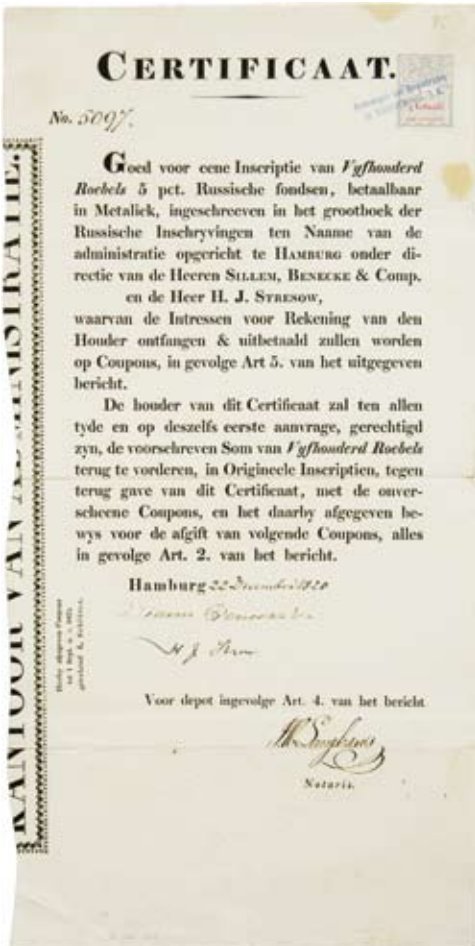 CERTIFICAAT.
No. 5097.
Goed voor eene Inscriptie van Vyfhonderd
Roebels 5 pct. Russische fondsen, betaalbaar
in Metaliek, ingeschreeven in het grootboek der
Russische Inschryvingen ten Naame van de
administratie opgericht te HAMBURG onder di-
rectie van de Heeren SILLEM, BENECKE & Comp.
en de Heer H. J. STRESOW,
waarvan de Intressen voor Rekening van den
Houder ontfangen & uitbetaald zullen worden
op Coupons, in gevolge Art 5. van het uitgegeven
bericht.
De houder van dit Certificaat zal ten allen
tyde en op deszelfs eerste aanvrage, gerechtigd
zyn, de voorschreven Som van Vyfhonderd Roebels
terug te vorderen, in Origineele Inscriptien, tegen
terug gave van dit Certificaat, met de onver-
scheene Coupons, en het daarby afgegeven be-
wys voor de afgift van volgende Coupons, alles
in gevolge Art. 2. van het bericht.
Hamburg 22 December 1820
H J
Voor depot ingevolge Art. 4. van het bericht
Notaris.
KANTOOR VAN ADMINISTRATIE.